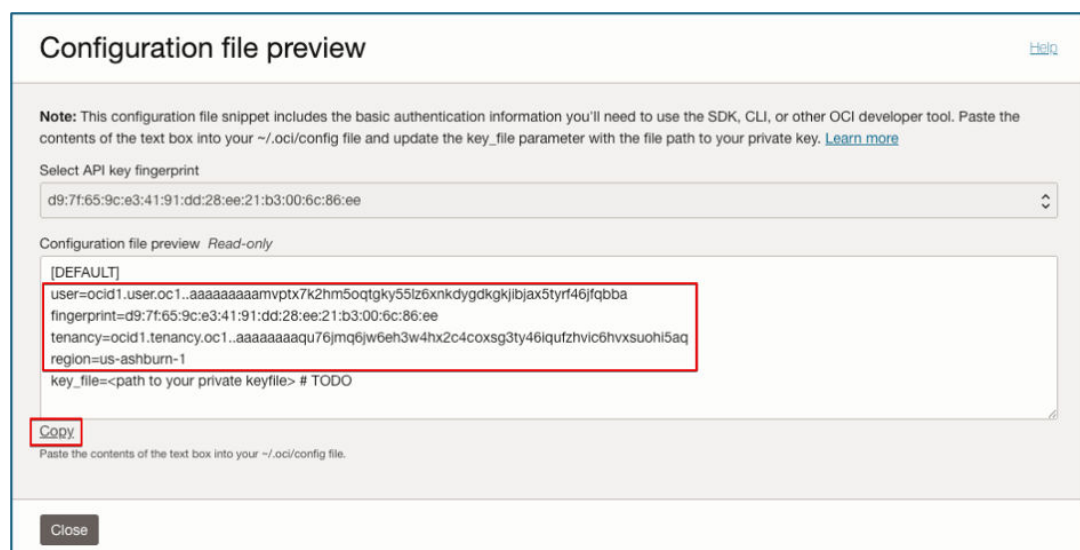 Configuration file preview
Help
Note: This configuration file snippet includes the basic authentication information you'll need to use the SDK, CLI, or other OCI developer tool. Paste the
contents of the text box into your ~/.oci/config file and update the key_file parameter with the file path to your private key. Learn more
Select API key fingerprint
d9:7f:65:9c:e3:41:91:dd:28:ee:21:b3:00:6c:86:ee
Configuration file preview Read-only
[DEFAULT]
user=ocid1.user.oc1..aaaaaaaaamvptx7k2hm5oqtgky55lz6xnkdygdkgkjibjax5tyrf46jfqbba
fingerprint=d9:7f:65:9c:e3:41:91:dd:28:ee:21:b3:00:6c:86:ee
tenancy=ocid1.tenancy.oc1..aaaaaaaaqu76jmq6jw6eh3w4hx2c4coxsg3ty46iqufzhvic6hvxsuohi5aq
region=us-ashburn-1
key_file=<path to your private keyfile> # TODO
Copy
Paste the contents of the text box into your ~/.oci/config file.
Close